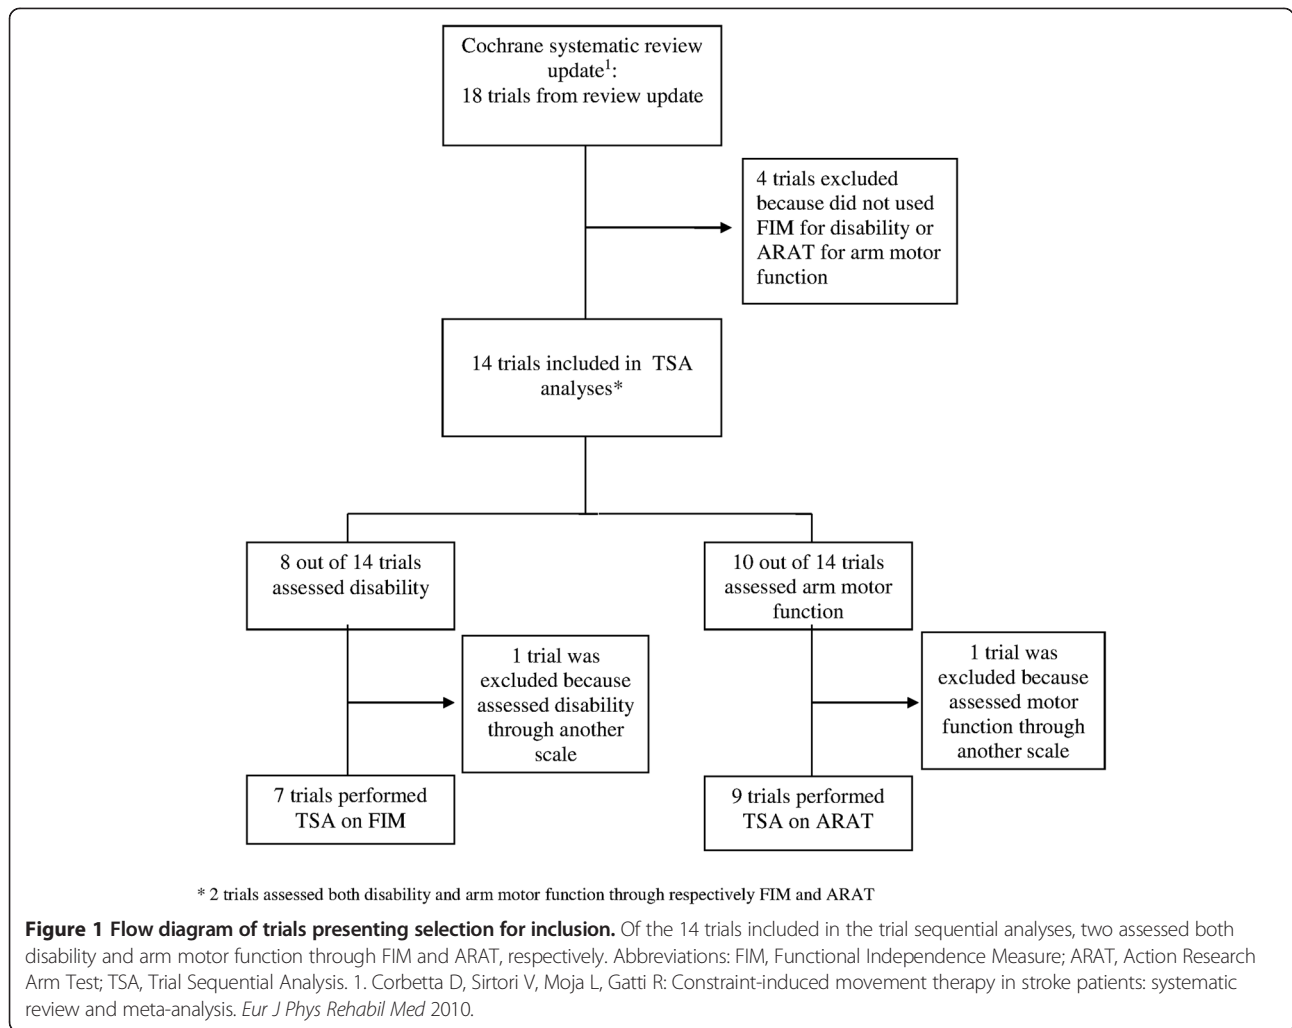 Cochrane systematic review
update1:
18 trials from review update
4 trials excluded
because did not used
FIM for disability or
ARAT for arm motor
function
14 trials included in TSA
analyses*
8 out of 14 trials
assessed disability
10 out of 14 trials
assessed arm motor
function
1 trial was
excluded because
assessed disability
through another
scale
1 trial was
excluded because
assessed motor
function through
another scale
7 trials performed
TSA on FIM
9 trials performed
TSA on ARAT
* 2 trials assessed both disability and arm motor function through respectively FIM and ARAT
Figure 1 Flow diagram of trials presenting selection for inclusion. Of the 14 trials included in the trial sequential analyses, two assessed both
disability and arm motor function through FIM and ARAT, respectively. Abbreviations: FIM, Functional Independence Measure; ARAT, Action Research
Arm Test; TSA, Trial Sequential Analysis. 1. Corbetta D, Sirtori V, Moja L, Gatti R: Constraint-induced movement therapy in stroke patients: systematic
review and meta-analysis. Eur J Phys Rehabil Med 2010.